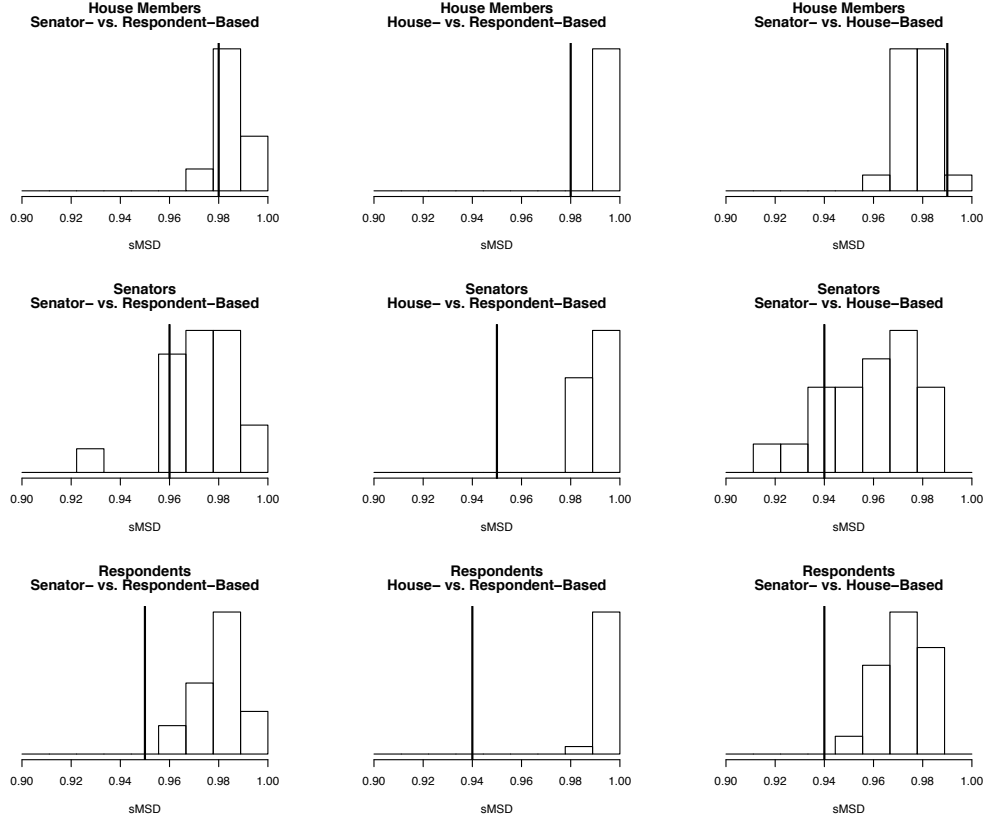 House Members
Senator− vs. Respondent−Based
0.90 0.92 0.94 0.96 0.98 1.00
sMSD
House Members
House− vs. Respondent−Based
0.90 0.92 0.94 0.96 0.98 1.00
sMSD
House Members
Senator− vs. House−Based
0.90 0.92 0.94 0.96 0.98 1.00
sMSD
Senators
Senator− vs. Respondent−Based
0.90 0.92 0.94 0.96 0.98 1.00
sMSD
Senators
House− vs. Respondent−Based
0.90 0.92 0.94 0.96 0.98 1.00
sMSD
Senators
Senator− vs. House−Based
0.90 0.92 0.94 0.96 0.98 1.00
sMSD
Respondents
Senator− vs. Respondent−Based
0.90 0.92 0.94 0.96 0.98 1.00
sMSD
Respondents
House− vs. Respondent−Based
0.90 0.92 0.94 0.96 0.98 1.00
sMSD
Respondents
Senator− vs. House−Based
0.90 0.92 0.94 0.96 0.98 1.00
sMSD